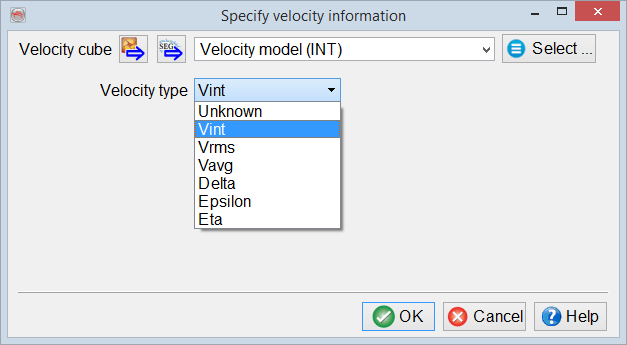 Specify velocity information
Velocity cube SEG Velocity model (INT) Select ...
Velocity type Vint
Unknown
Vint
Vrms
Vavg
Delta
Epsilon
Eta
OK Cancel Help